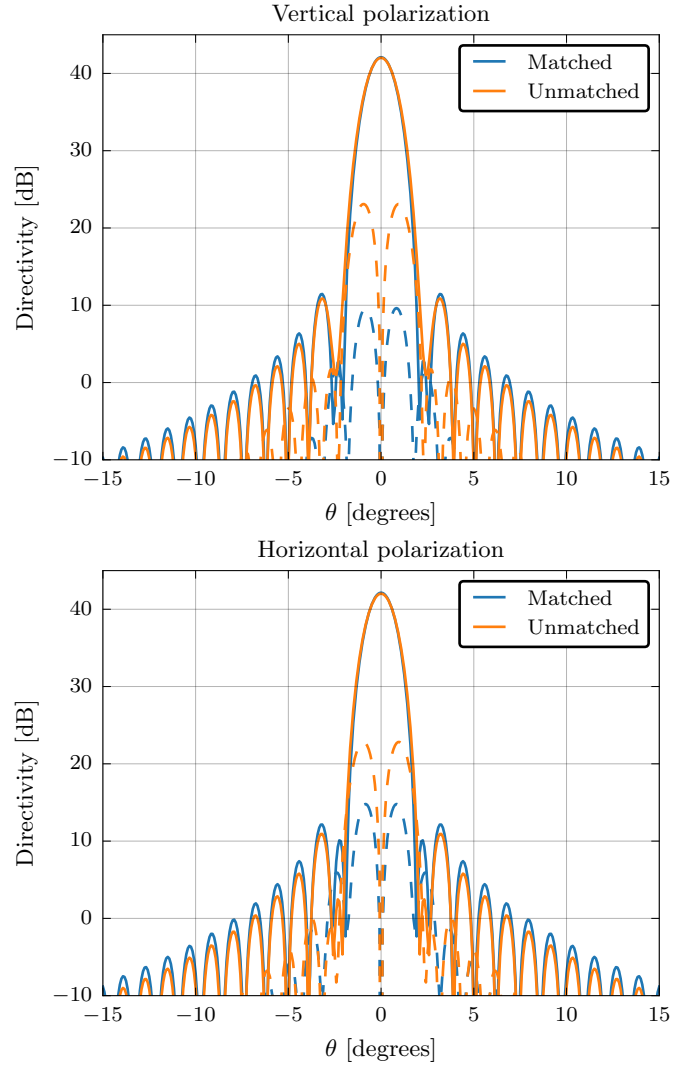 Vertical polarization
Matched
Unmatched
40
30
20
10
0
−10
−15
−10
−5
0
5
10
15
Directivity [dB]
θ [degrees]
Horizontal polarization
Matched
Unmatched
40
30
20
10
0
−10
−15
−10
−5
0
5
10
15
Directivity [dB]
θ [degrees]